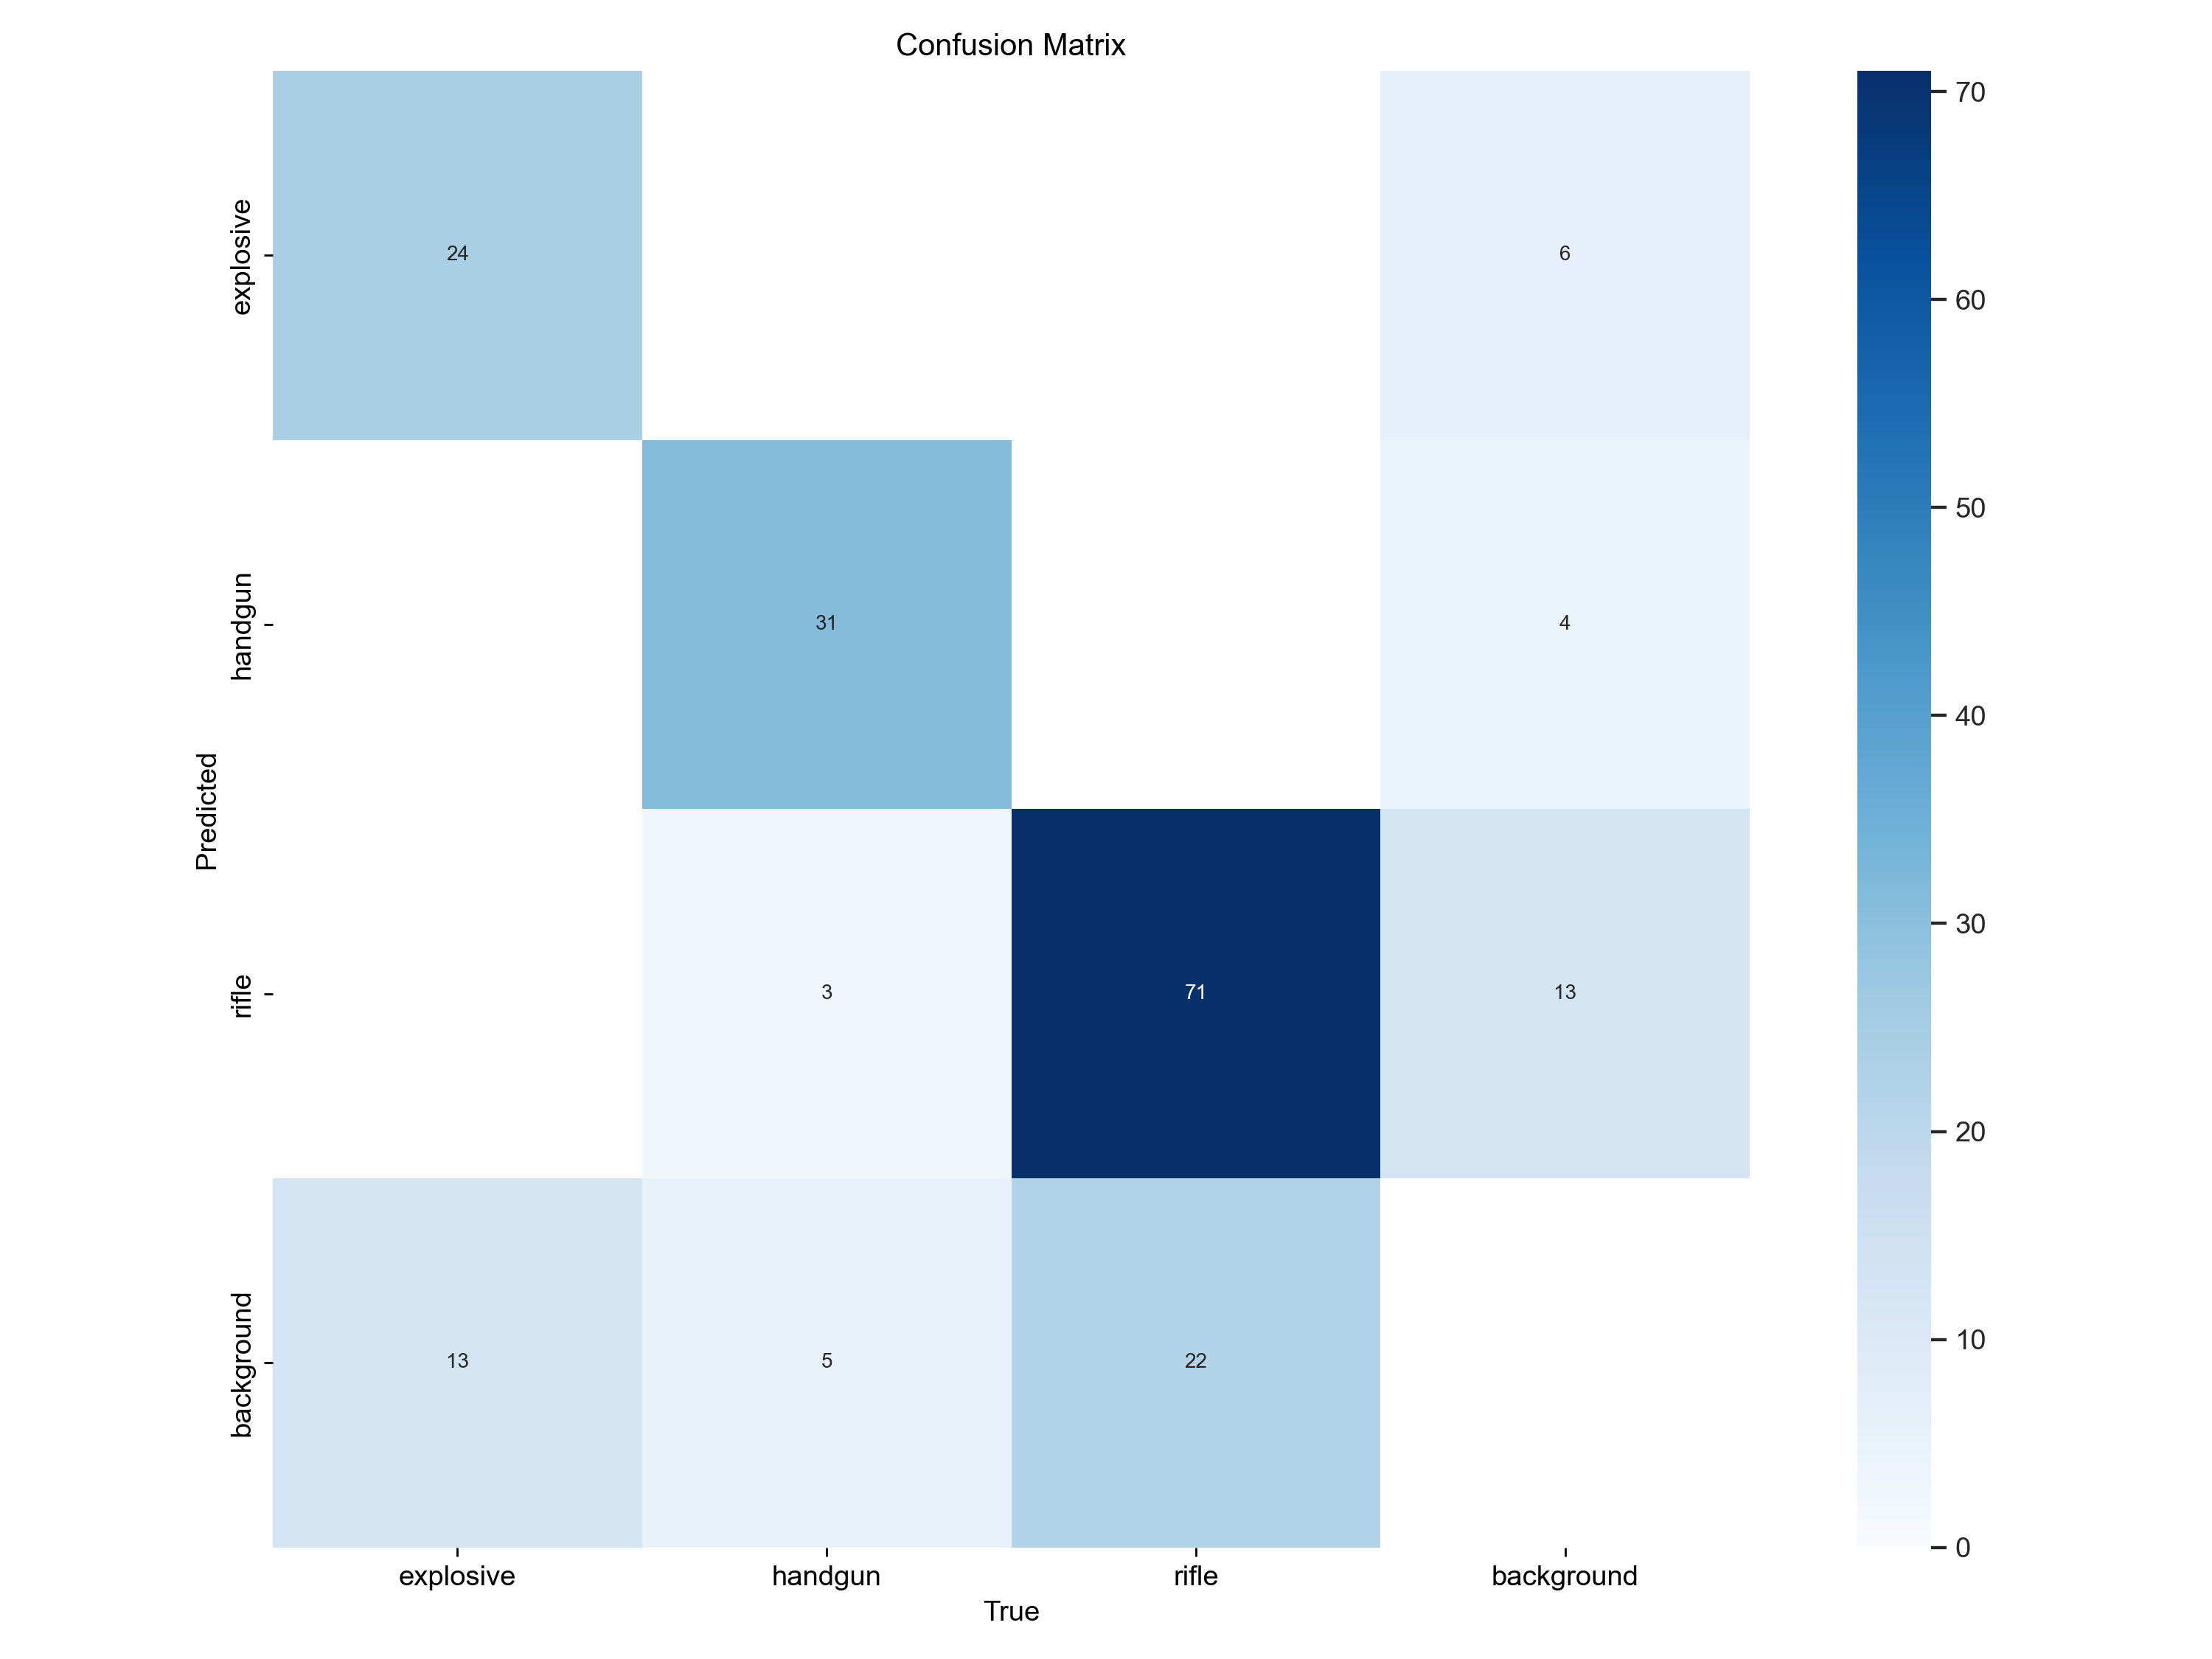 Confusion Matrix
explosive
24
6
70
60
handgun
31
4
50
40
Predicted
rifle
3
71
13
30
20
background
13
5
22
10
0
explosive
handgun
rifle
background
True